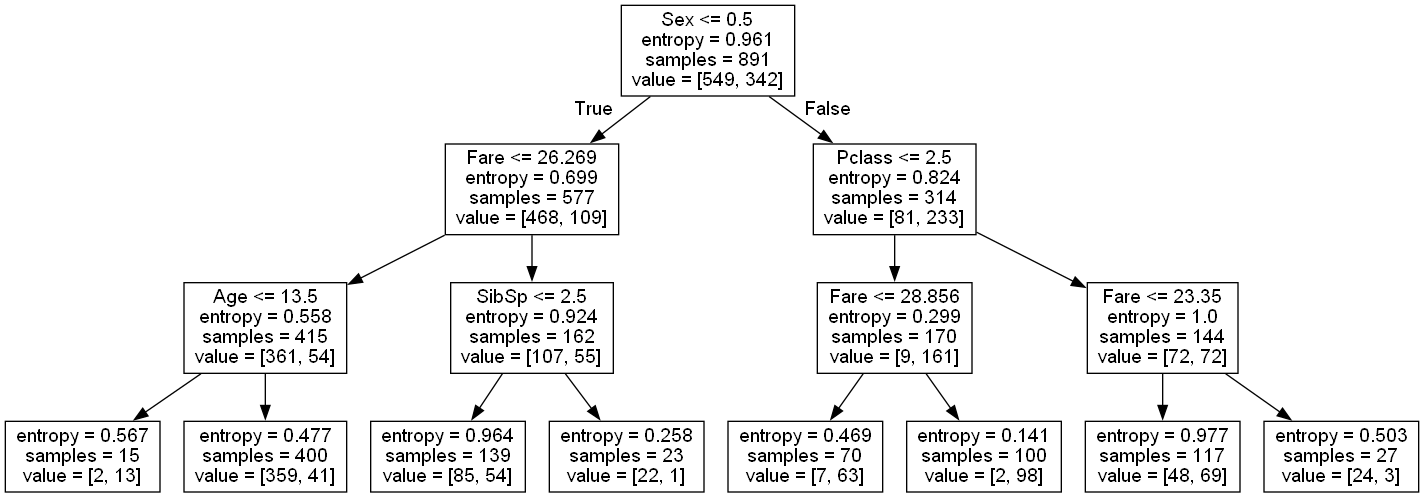 Sex <= 0.5
entropy = 0.961
samples = 891
value = [549, 342]
True
False
Fare <= 26.269
entropy = 0.699
samples = 577
value = [468, 109]
Pclass <= 2.5
entropy = 0.824
samples = 314
value = [81, 233]
Age <= 13.5
entropy = 0.558
samples = 415
value = [361, 54]
SibSp <= 2.5
entropy = 0.924
samples = 162
value = [107, 55]
Fare <= 28.856
entropy = 0.299
samples = 170
value = [9, 161]
Fare <= 23.35
entropy = 1.0
samples = 144
value = [72, 72]
entropy = 0.567
samples = 15
value = [2, 13]
entropy = 0.477
samples = 400
value = [359, 41]
entropy = 0.964
samples = 139
value = [85, 54]
entropy = 0.258
samples = 23
value = [22, 1]
entropy = 0.469
samples = 70
value = [7, 63]
entropy = 0.141
samples = 100
value = [2, 98]
entropy = 0.977
samples = 117
value = [48, 69]
entropy = 0.503
samples = 27
value = [24, 3]